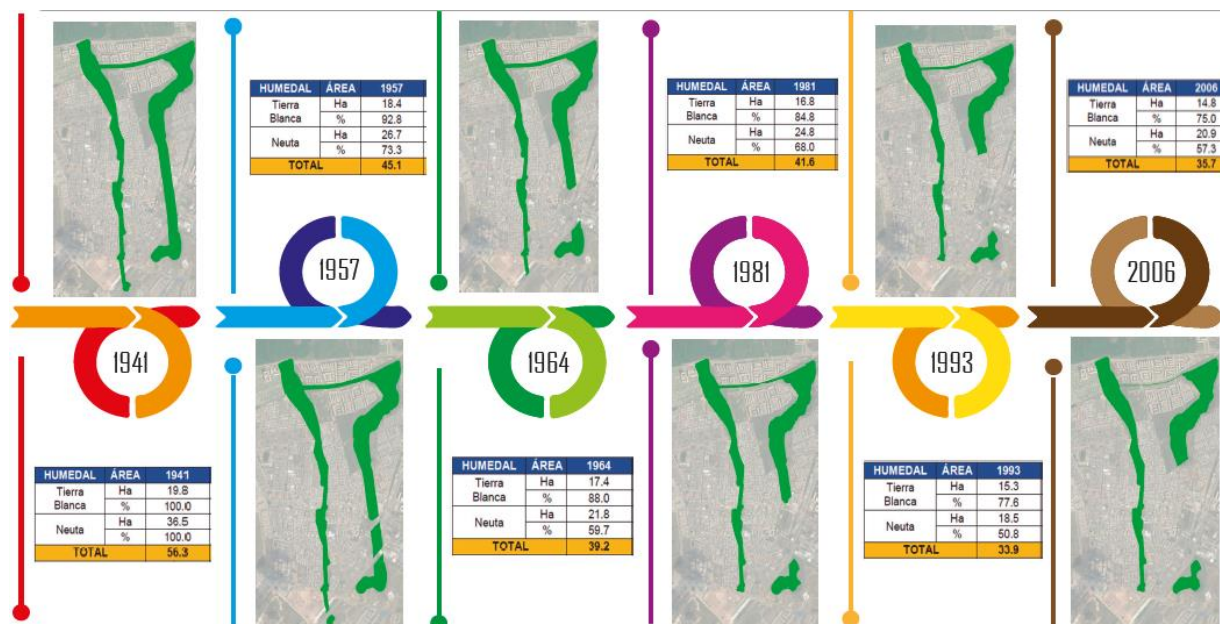 HUMEDAL ÁREA 1957
Tierra Blanca Ha 18.4
% 92.8
Neuta Ha 26.7
% 73.3
TOTAL 45.1
HUMEDAL ÁREA 1981
Tierra Blanca Ha 16.8
% 84.8
Neuta Ha 24.8
% 68.0
TOTAL 41.6
HUMEDAL ÁREA 2006
Tierra Blanca Ha 14.8
% 75.0
Neuta Ha 20.9
% 57.3
TOTAL 35.7
1941
1957
1964
1981
1993
2006
HUMEDAL ÁREA 1941
Tierra Blanca Ha 19.8
% 100.0
Neuta Ha 36.5
% 100.0
TOTAL 56.3
HUMEDAL ÁREA 1964
Tierra Blanca Ha 17.4
% 88.0
Neuta Ha 21.8
% 59.7
TOTAL 39.2
HUMEDAL ÁREA 1993
Tierra Blanca Ha 15.3
% 77.6
Neuta Ha 18.5
% 50.8
TOTAL 33.9